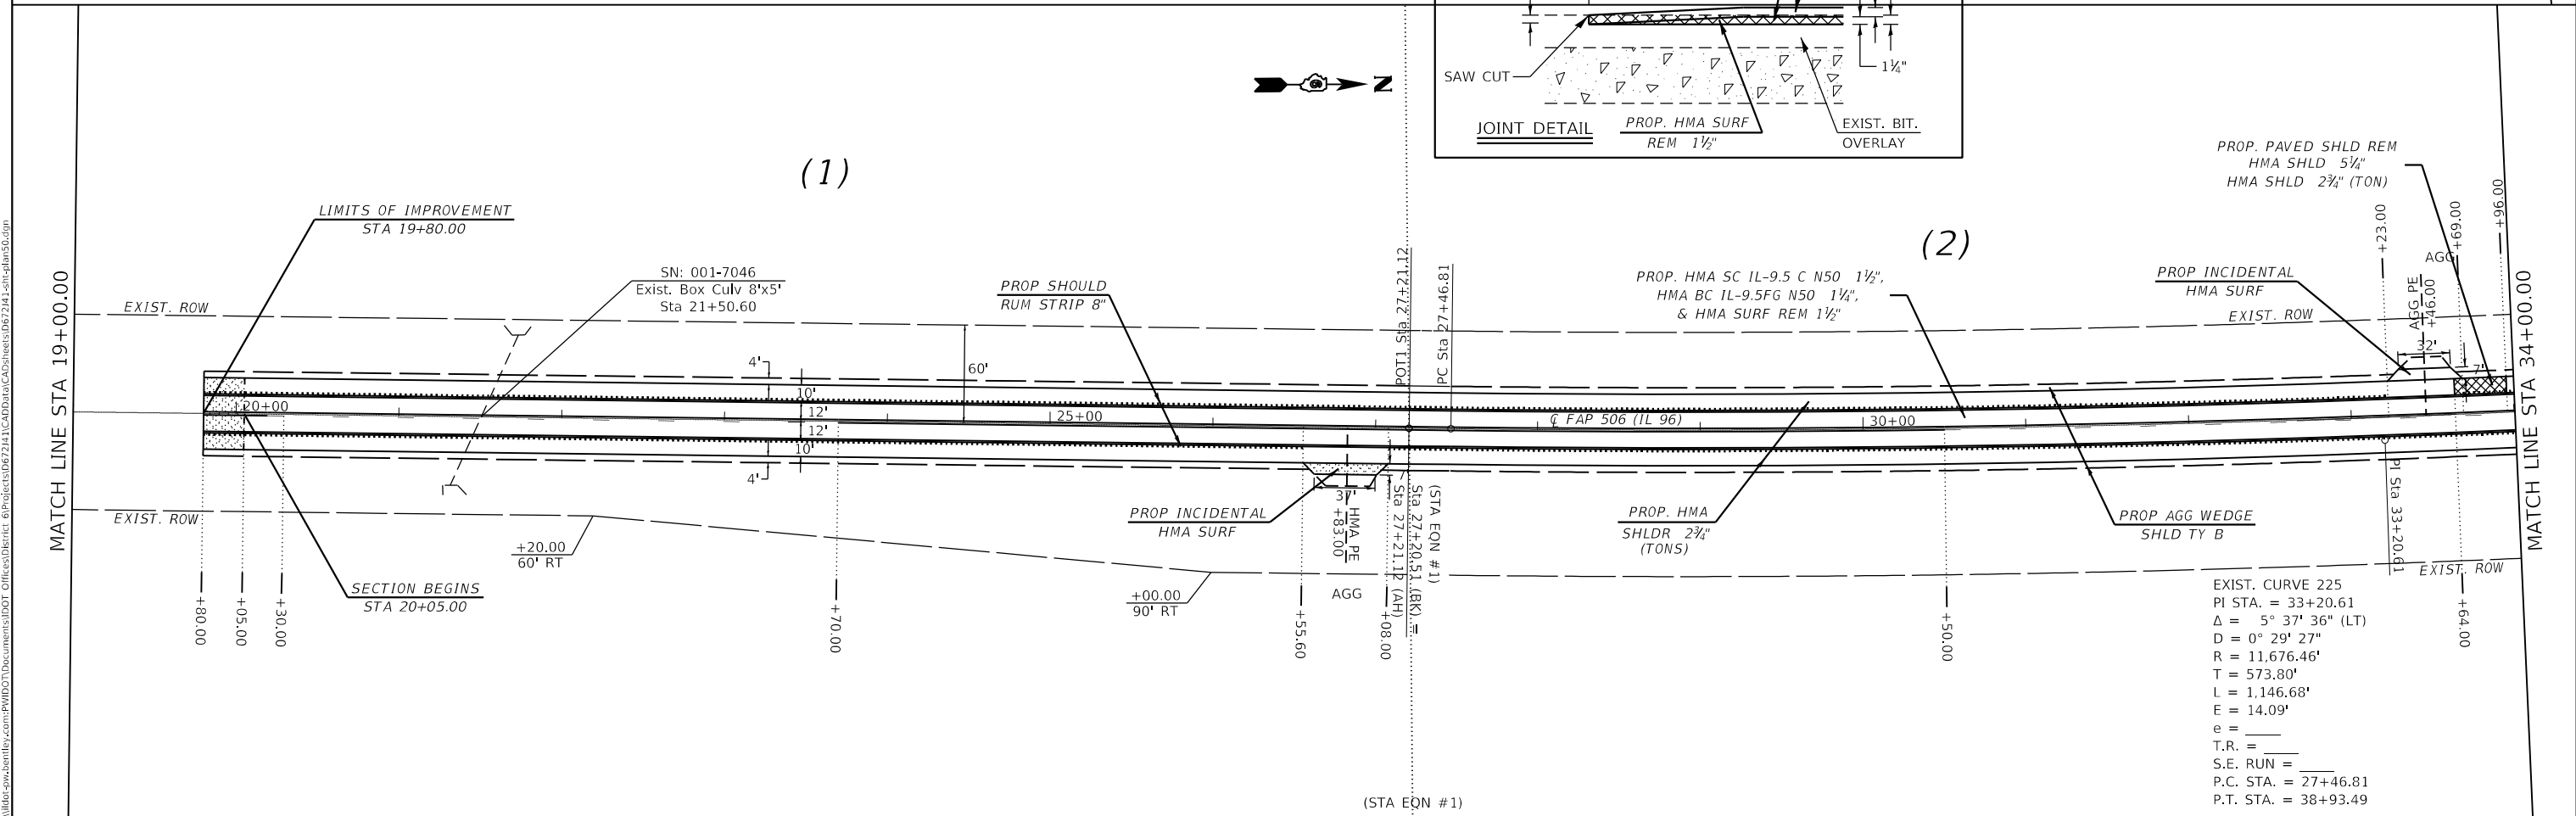 SAW CUT
1¼"
JOINT DETAIL
PROP. HMA SURF
REM 1½"
EXIST. BIT.
OVERLAY
N
(1)
(2)
PROP. PAVED SHLD REM
HMA SHLD 5¼"
HMA SHLD 2¾" (TON)
LIMITS OF IMPROVEMENT
STA 19+80.00
SN: 001-7046
Exist. Box Culv 8'x5'
Sta 21+50.60
PROP SHOULD
RUM STRIP 8"
POT1 Sta 27+21.12
PC Sta 27+46.81
PROP. HMA SC IL-9.5 C N50 1½",
HMA BC IL-9.5FG N50 1¼",
& HMA SURF REM 1½"
PROP INCIDENTAL
HMA SURF
+23.00
AGG PE
+46.00
AGG
+69.00
+96.00
MATCH LINE STA 19+00.00
MATCH LINE STA 34+00.00
EXIST. ROW
EXIST. ROW
60'
4'
10'
12'
12'
10'
4'
32'
7'
20+00
25+00
℄ FAP 506 (IL 96)
30+00
EXIST. ROW
+20.00
60' RT
SECTION BEGINS
STA 20+05.00
+80.00
+05.00
+30.00
+70.00
PROP INCIDENTAL
HMA SURF
37'
HMA PE
+83.00
AGG
+00.00
90' RT
+55.60
+08.00
7'
Sta 27+21.12 (AH)
Sta 27+20.51 (BK) =
(STA EQN #1)
PROP. HMA
SHLDR 2¾"
(TONS)
PROP AGG WEDGE
SHLD TY B
PI Sta 33+20.61
EXIST. ROW
+50.00
+64.00
EXIST. CURVE 225
PI STA. = 33+20.61
Δ = 5° 37' 36" (LT)
D = 0° 29' 27"
R = 11,676.46'
T = 573.80'
L = 1,146.68'
E = 14.09'
e = ____
T.R. = ____
S.E. RUN = ____
P.C. STA. = 27+46.81
P.T. STA. = 38+93.49
(STA EQN #1)